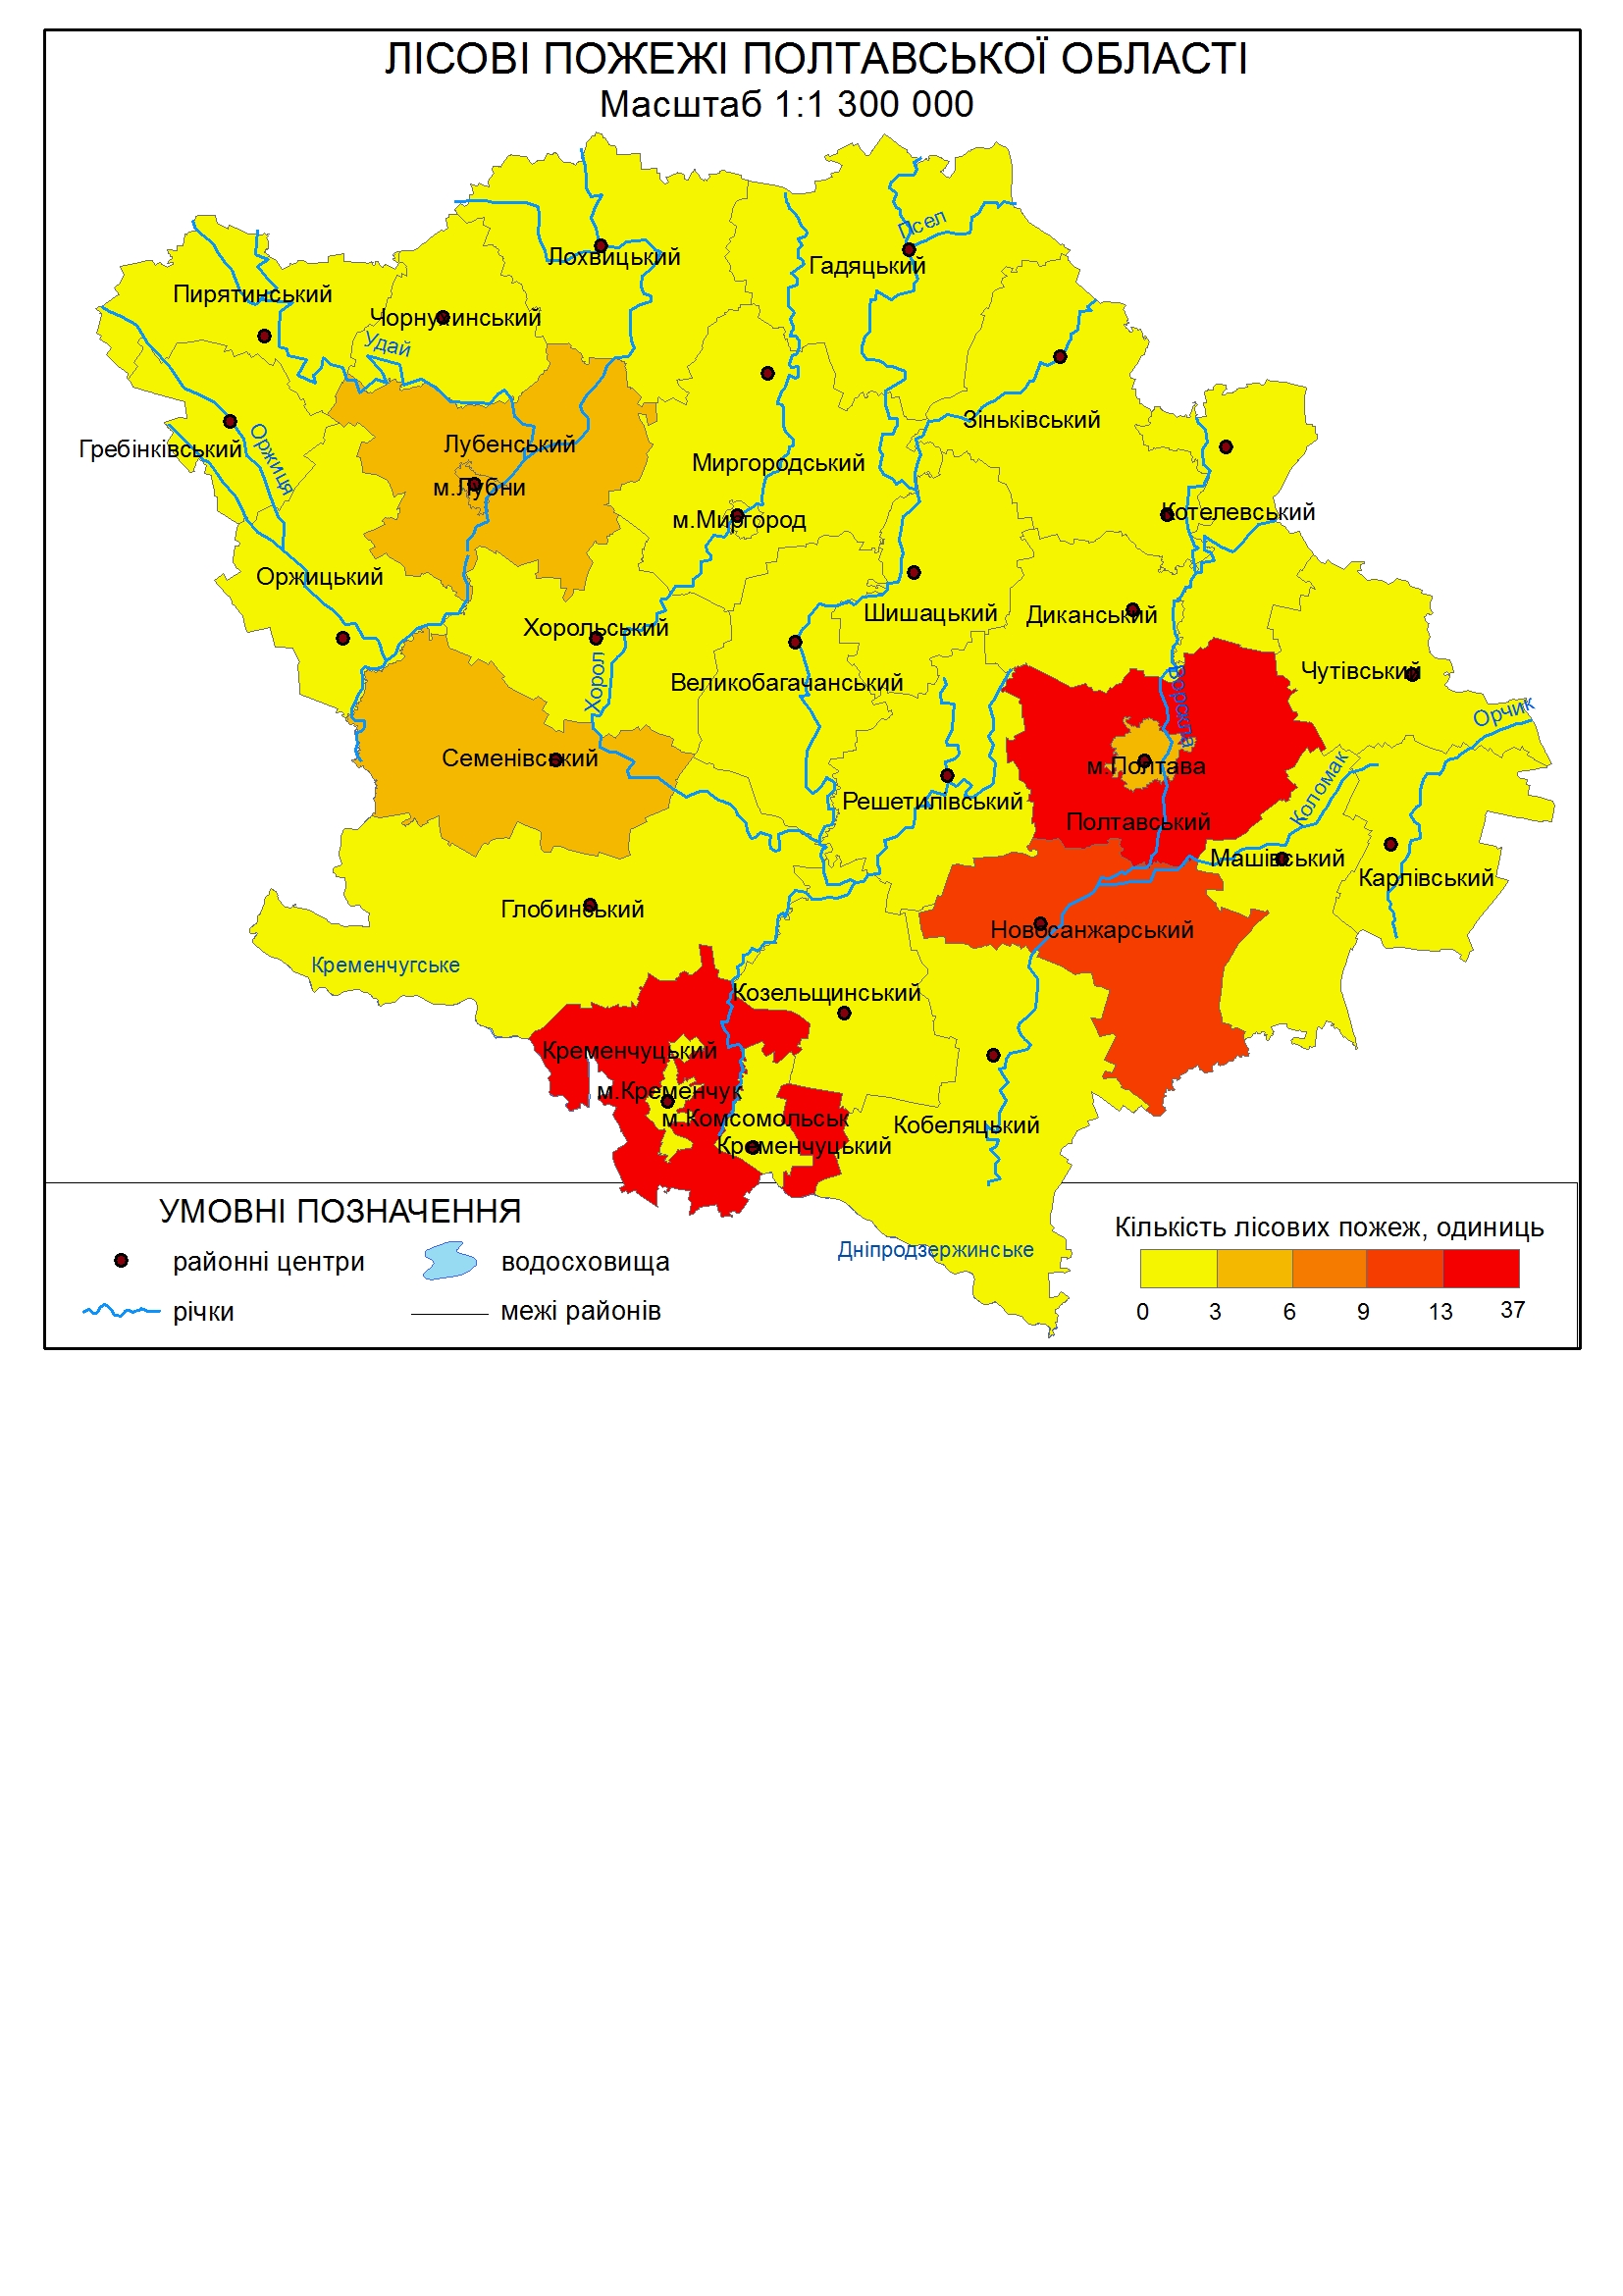 ЛІСОВІ ПОЖЕЖІ ПОЛТАВСЬКОЇ ОБЛАСТІ
Масштаб 1:1 300 000
Псел
Лохвицький
Гадяцький
Пирятинський
Чорнухинський
Удай
Зіньківський
Лубенський
Гребінківський
Оржиця
Миргородський
м.Лубни
м.Миргород
Котелевський
Оржицький
Шишацький
Диканський
Хорольський
Хорол
Великобагачанський
Чутівський
Ворскла
Орчик
Семенівський
м.Полтава
Коломак
Решетилівський
Полтавський
Машівський
Карлівський
Глобинський
Новосанжарський
Кременчугське
Козельщинський
Кременчуцький
м.Кременчук
м.Комсомольськ
Кобеляцький
Кременчуцький
УМОВНІ ПОЗНАЧЕННЯ
районні центри
водосховища
річки
межі районів
Дніпродзержинське
Кількість лісових пожеж, одиниць
0 3 6 9 13 37